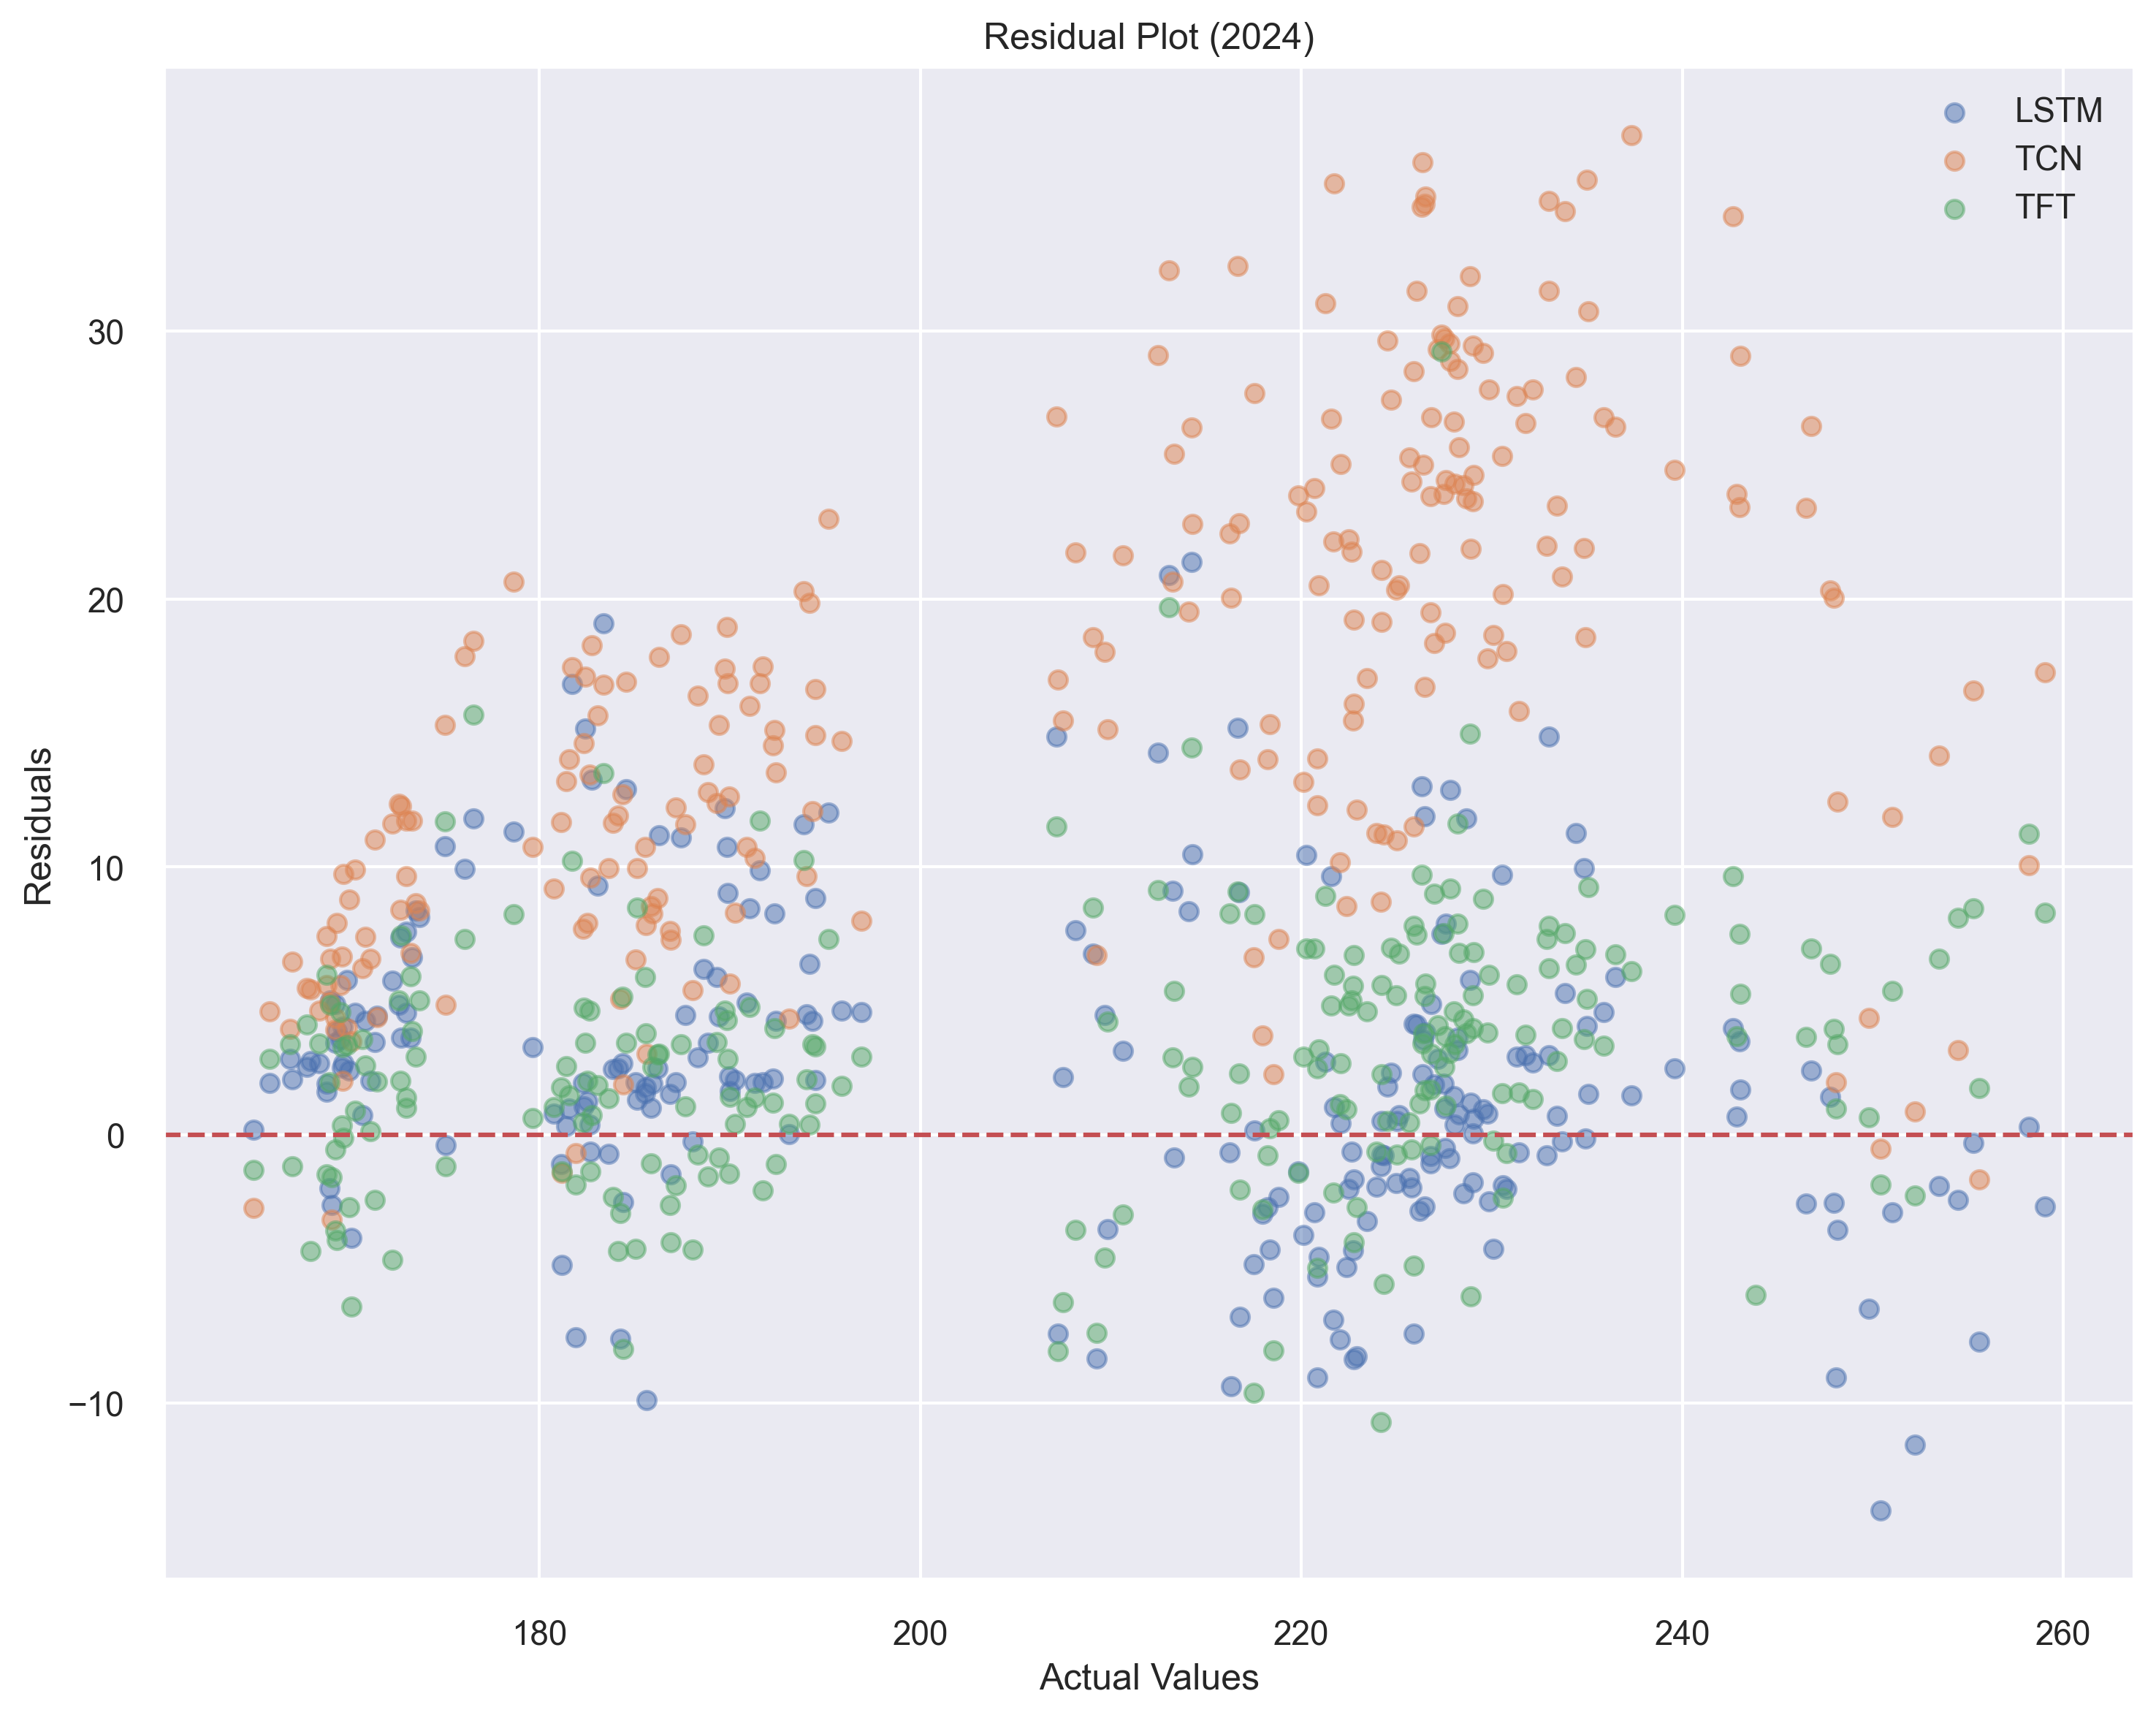 Residual Plot (2024)
LSTM
TCN
TFT
30
20
10
0
−10
Residuals
180
200
220
240
260
Actual Values